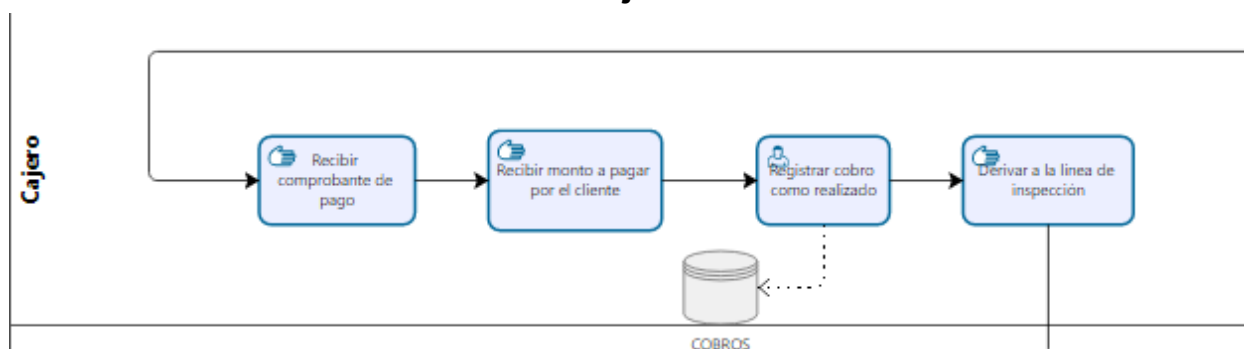 Cajero
Recibir
comprobante de
pago
Recibir monto a pagar
por el cliente
Registrar cobro
como realizado
Derivar a la linea de
inspección
COBROS